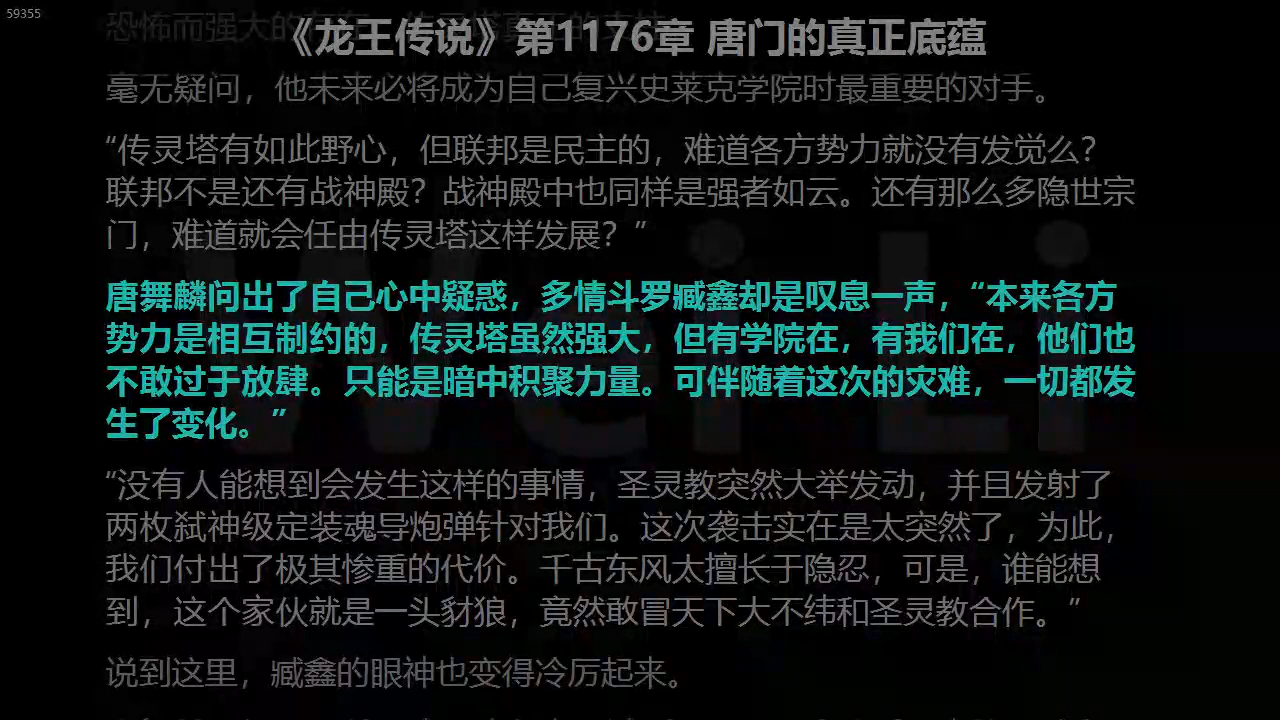 59355
恐怖而强大的
《龙王传说》第1176章 唐门的真正底蕴
毫无疑问，他未来必将成为自己复兴史莱克学院时最重要的对手。
“传灵塔有如此野心，但联邦是民主的，难道各方势力就没有发觉么？
联邦不是还有战神殿？战神殿中也同样是强者如云。还有那么多隐世宗
门，难道就会任由传灵塔这样发展？”
唐舞麟问出了自己心中疑惑，多情斗罗臧鑫却是叹息一声，“本来各方
势力是相互制约的，传灵塔虽然强大，但有学院在，有我们在，他们也
不敢过于放肆。只能是暗中积聚力量。可伴随着这次的灾难，一切都发
生了变化。”
“没有人能想到会发生这样的事情，圣灵教突然大举发动，并且发射了
两枚弑神级定装魂导炮弹针对我们。这次袭击实在是太突然了，为此，
我们付出了极其惨重的代价。千古东风太擅长于隐忍，可是，谁能想
到，这个家伙就是一头豺狼，竟然敢冒天下大不纬和圣灵教合作。”
说到这里，臧鑫的眼神也变得冷厉起来。
Wei Li